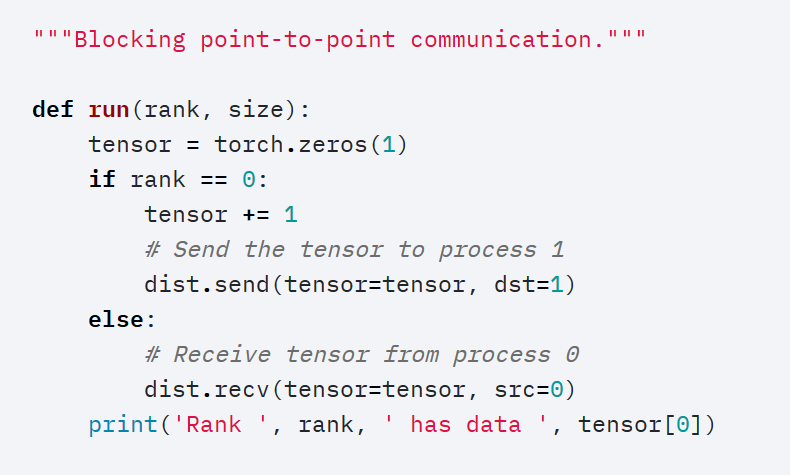 """Blocking point-to-point communication."""

def run(rank, size):
    tensor = torch.zeros(1)
    if rank == 0:
        tensor += 1
        # Send the tensor to process 1
        dist.send(tensor=tensor, dst=1)
    else:
        # Receive tensor from process 0
        dist.recv(tensor=tensor, src=0)
    print('Rank ', rank, ' has data ', tensor[0])